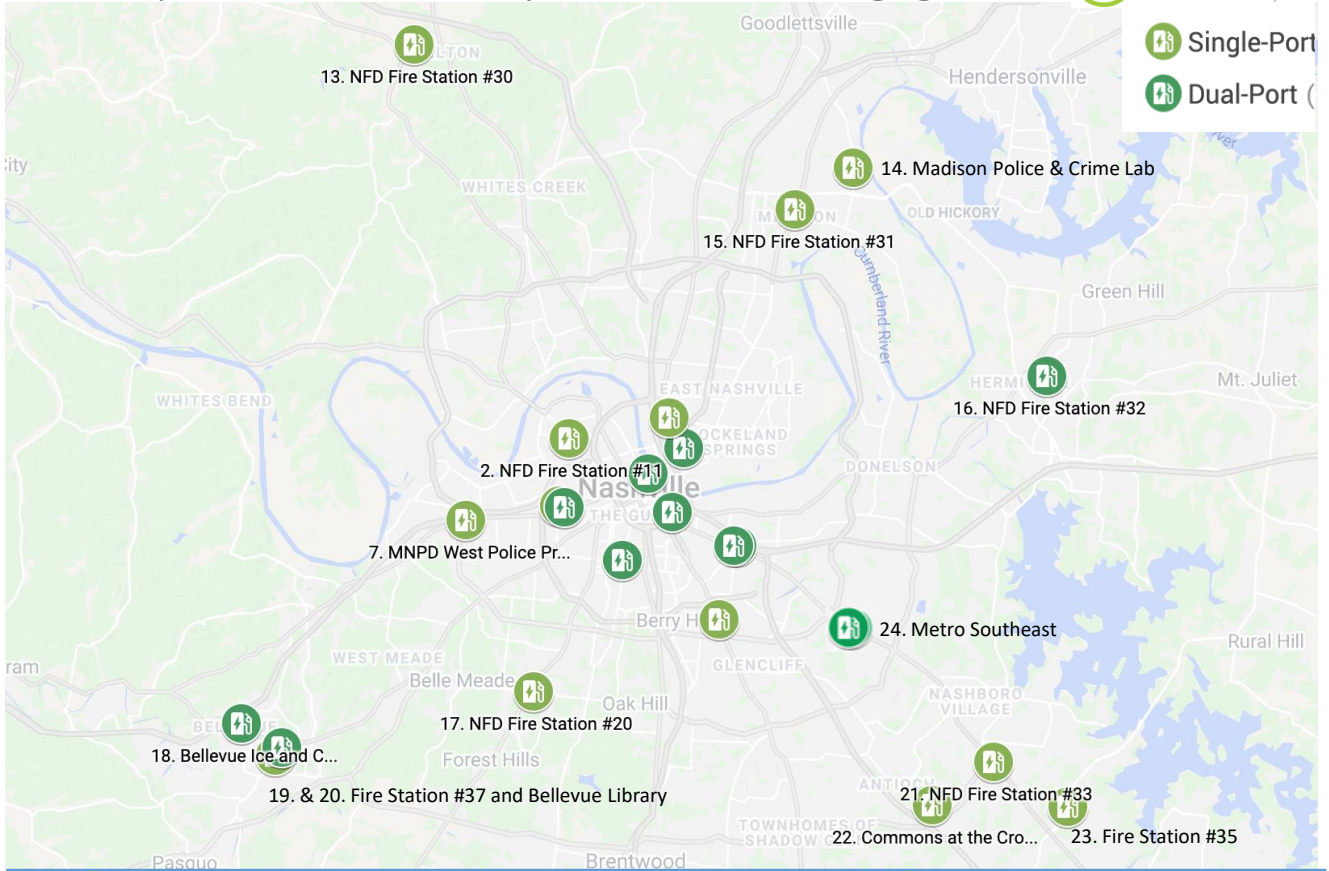 Goodlettsville
Single-Port
13. NFD Fire Station #30
Hendersonville
Dual-Port (
City
14. Madison Police & Crime Lab
WHITES CREEK
OLD HICKORY
15. NFD Fire Station #31
Cumberland River
Green Hill
EAST NASHVILLE
Mt. Juliet
WHITES BEND
16. NFD Fire Station #32
SPRINGS
2. NFD Fire Station #11
DONELSON
Nashville
THE GU
7. MNPD West Police Pr...
Berry H
24. Metro Southeast
Rural Hill
WEST MEADE
GLENCLIFF
Belle Meade
NASHBORO
VILLAGE
Oak Hill
17. NFD Fire Station #20
18. Bellevue Ice and C...
Forest Hills
ANTIOCH
19. & 20. Fire Station #37 and Bellevue Library
21. NFD Fire Station #33
TOWNHOMES OF
SHADOW
22. Commons at the Cro...
23. Fire Station #35
Pasquo
Brentwood